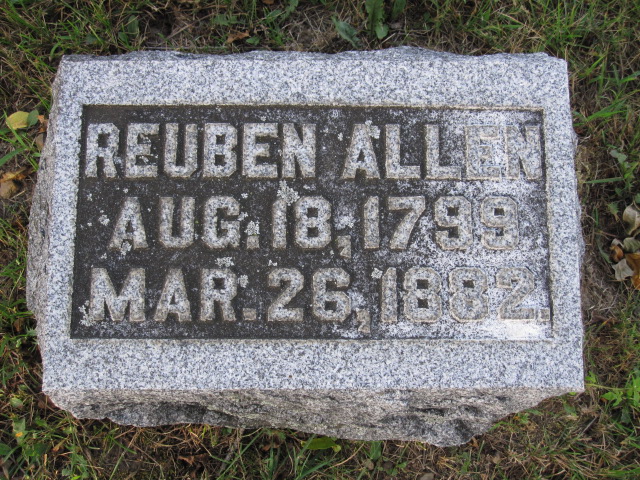 REUBEN ALLEN
AUG. 18, 1799
MAR. 26, 1882.